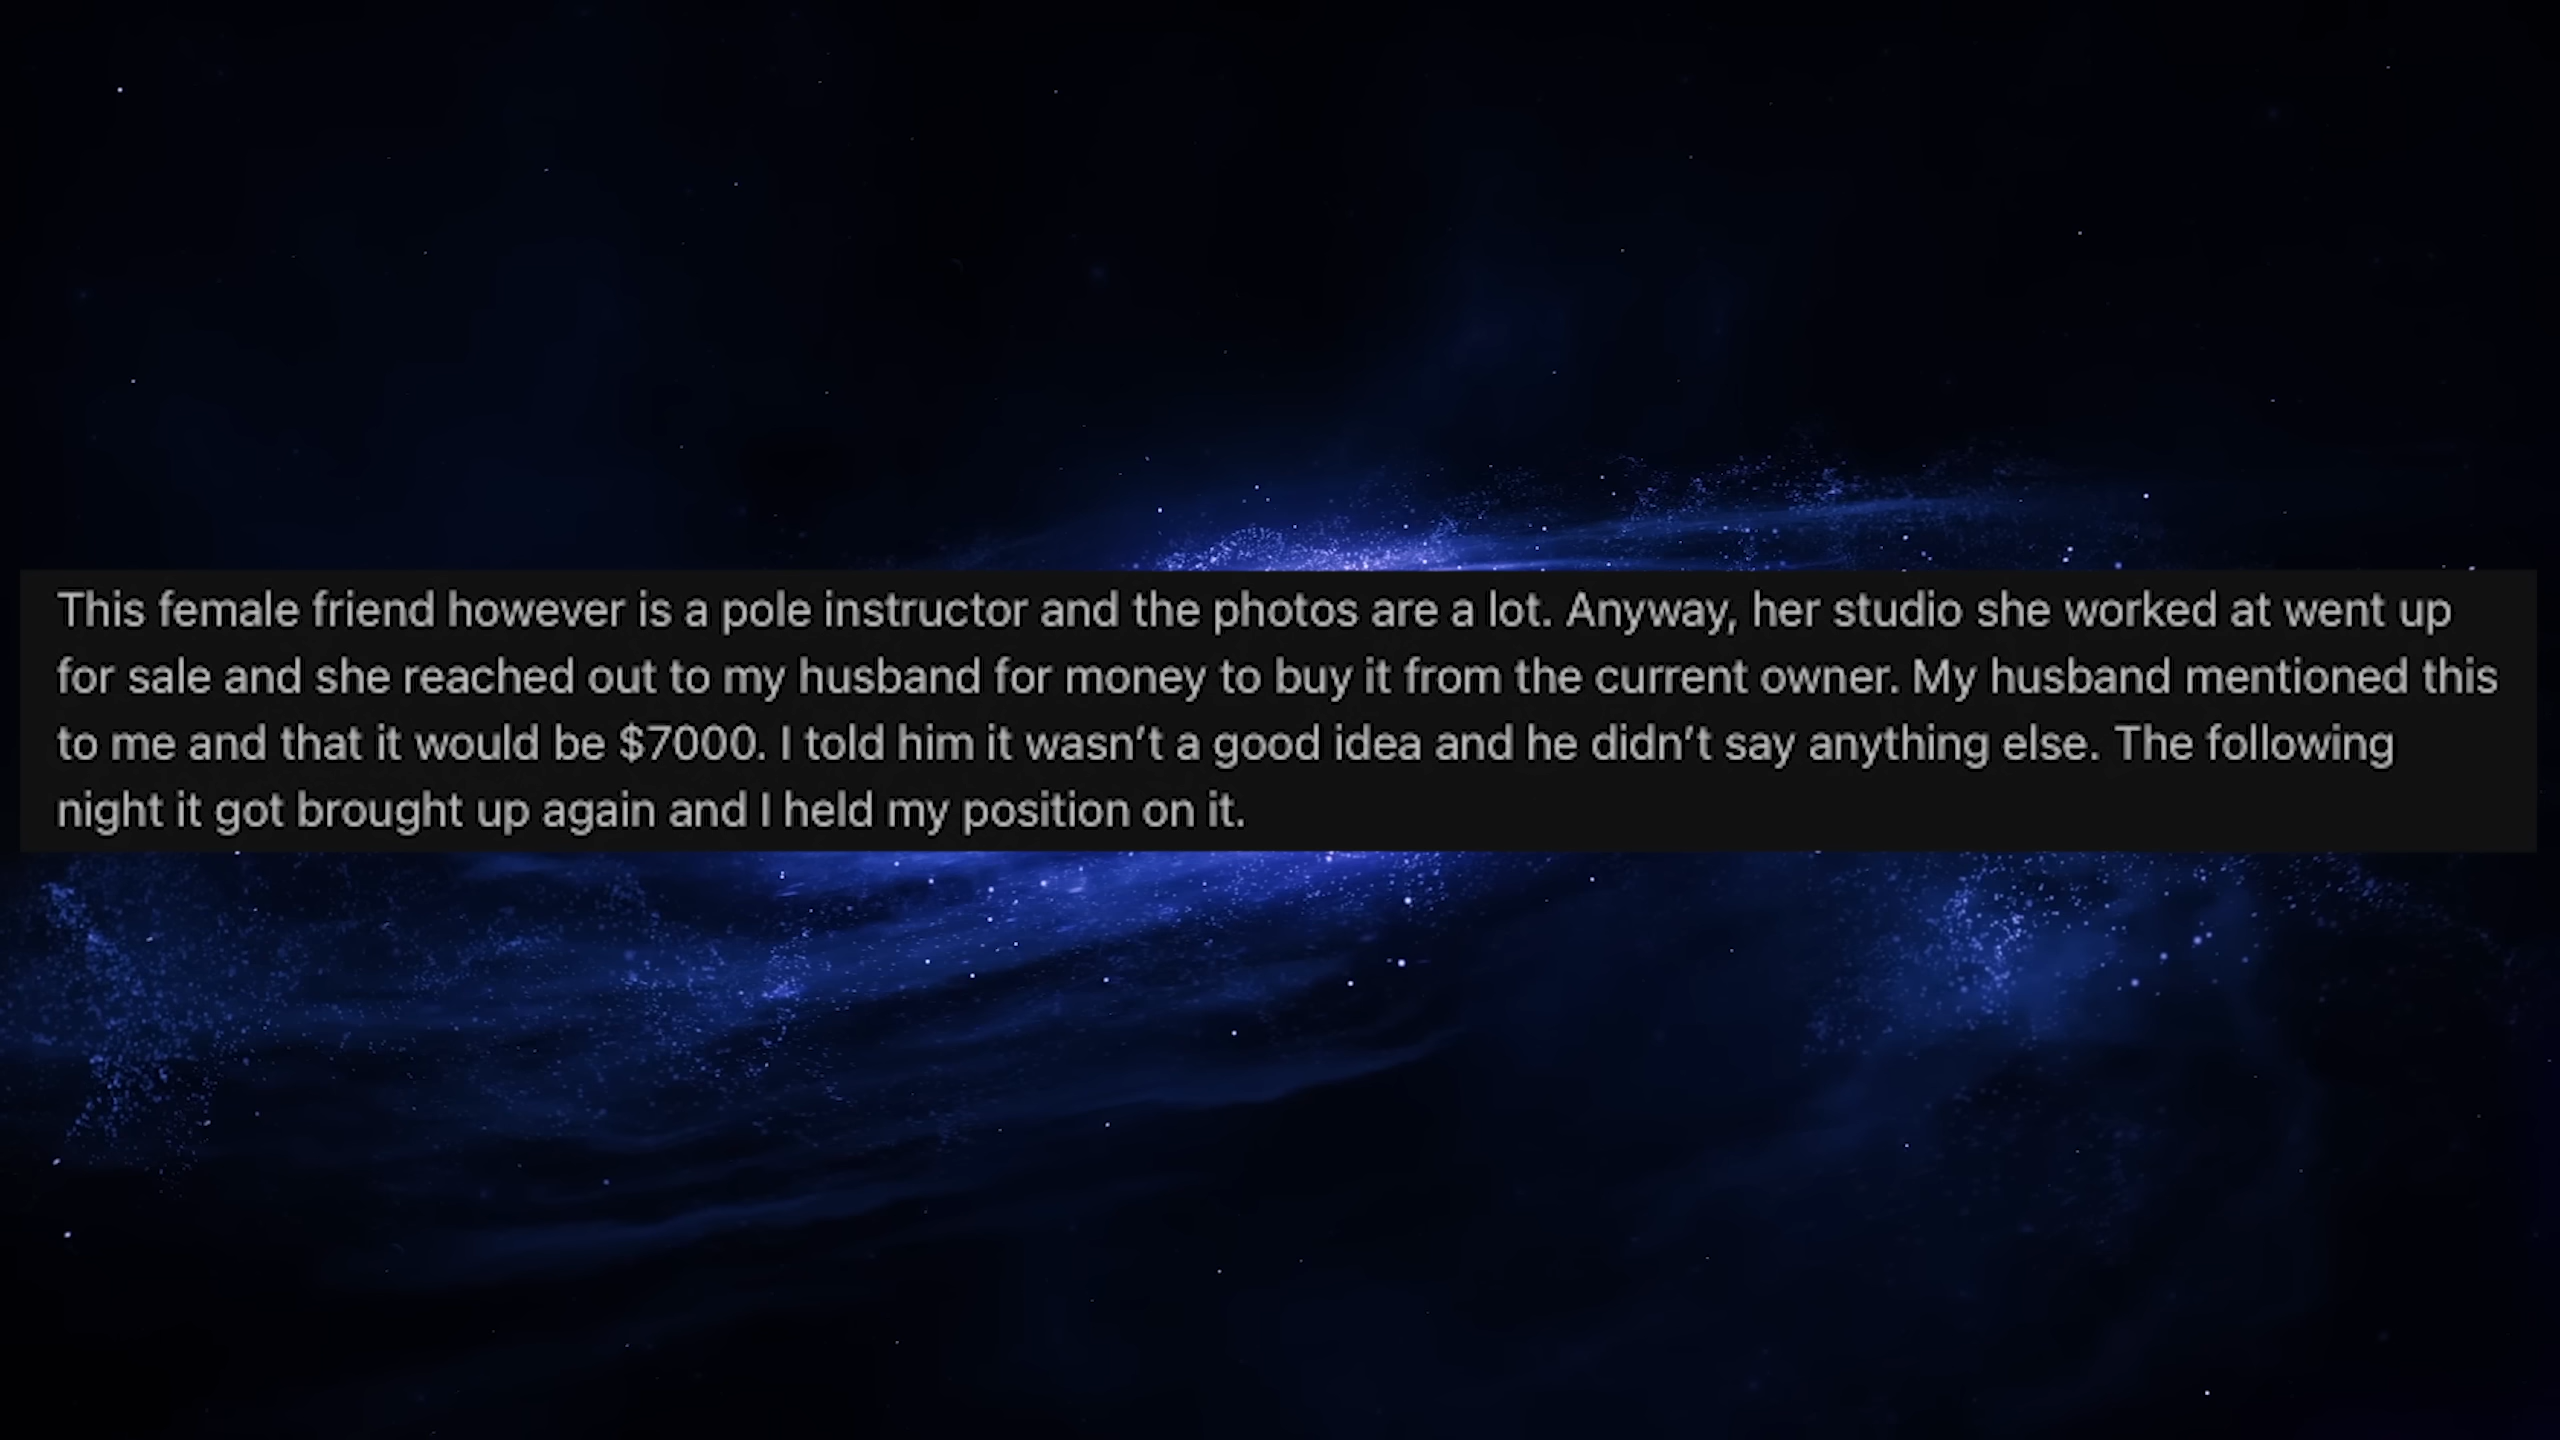 This female friend however is a pole instructor and the photos are a lot. Anyway, her studio she worked at went up
for sale and she reached out to my husband for money to buy it from the current owner. My husband mentioned this
to me and that it would be $7000. I told him it wasn’t a good idea and he didn’t say anything else. The following
night it got brought up again and I held my position on it.